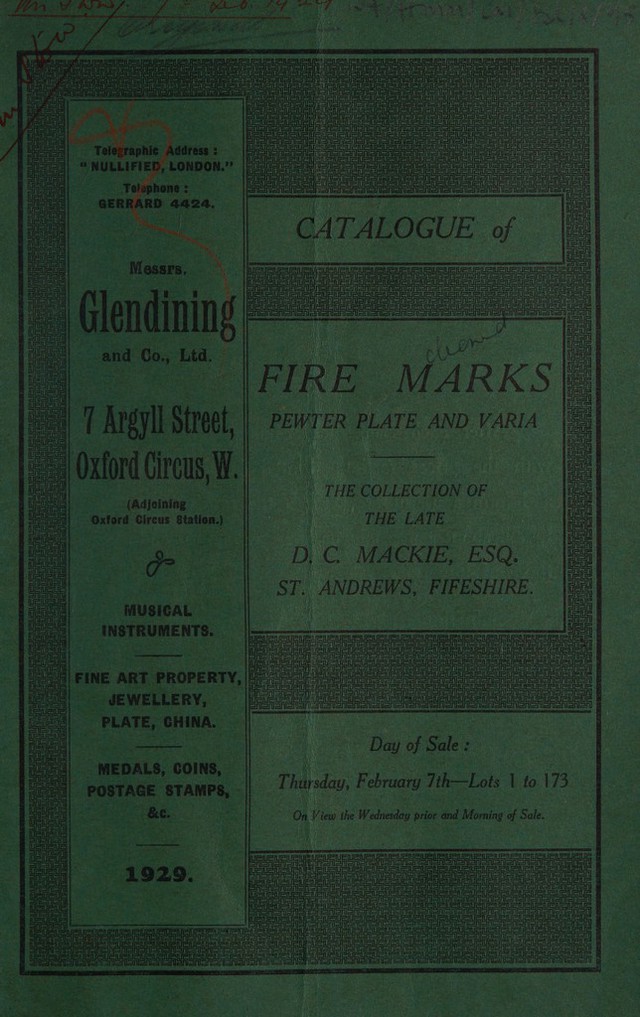 Telegraphic Address :
"NULLIFIED, LONDON."
Telephone :
GERRARD 4424.
Messrs.
Glendining
and Co., Ltd.
7 Argyll Street,
Oxford Circus, W.
(Adjoining
Oxford Circus Station.)
MUSICAL
INSTRUMENTS.
FINE ART PROPERTY,
JEWELLERY,
PLATE, CHINA.
MEDALS, COINS,
POSTAGE STAMPS,
&c.
1929.
CATALOGUE of
FIRE MARKS
PEWTER PLATE AND VARIA
THE COLLECTION OF
THE LATE
D. C. MACKIE, ESQ.
ST. ANDREWS, FIFESHIRE.
Day of Sale :
Thursday, February 7th—Lots 1 to 173
On View the Wednesday prior and Morning of Sale.